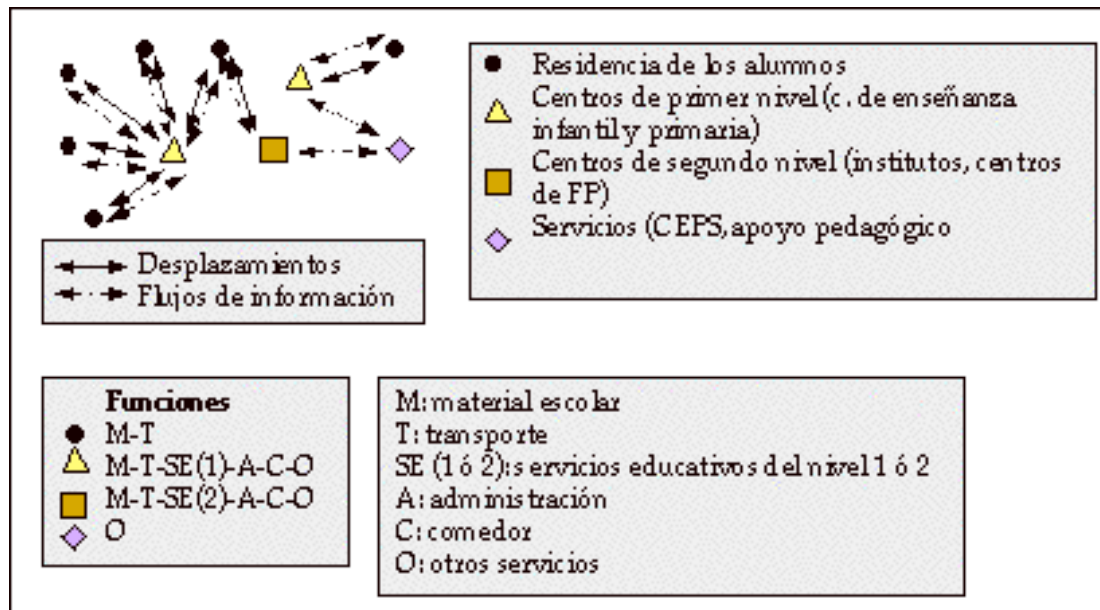 Residencia de los alumnos
Centros de primer nivel (c. de enseñanza
infantil y primaria)
Centros de segundo nivel (institutos, centros
de FP)
Servicios (CEPS, apoyo pedagógico
Desplazamientos
Flujos de información
Funciones
M-T
M-T-SE(1)-A-C-O
M-T-SE(2)-A-C-O
O
M: material escolar
T: transporte
SE (1 ó 2): servicios educativos del nivel 1 ó 2
A: administración
C: comedor
O: otros servicios